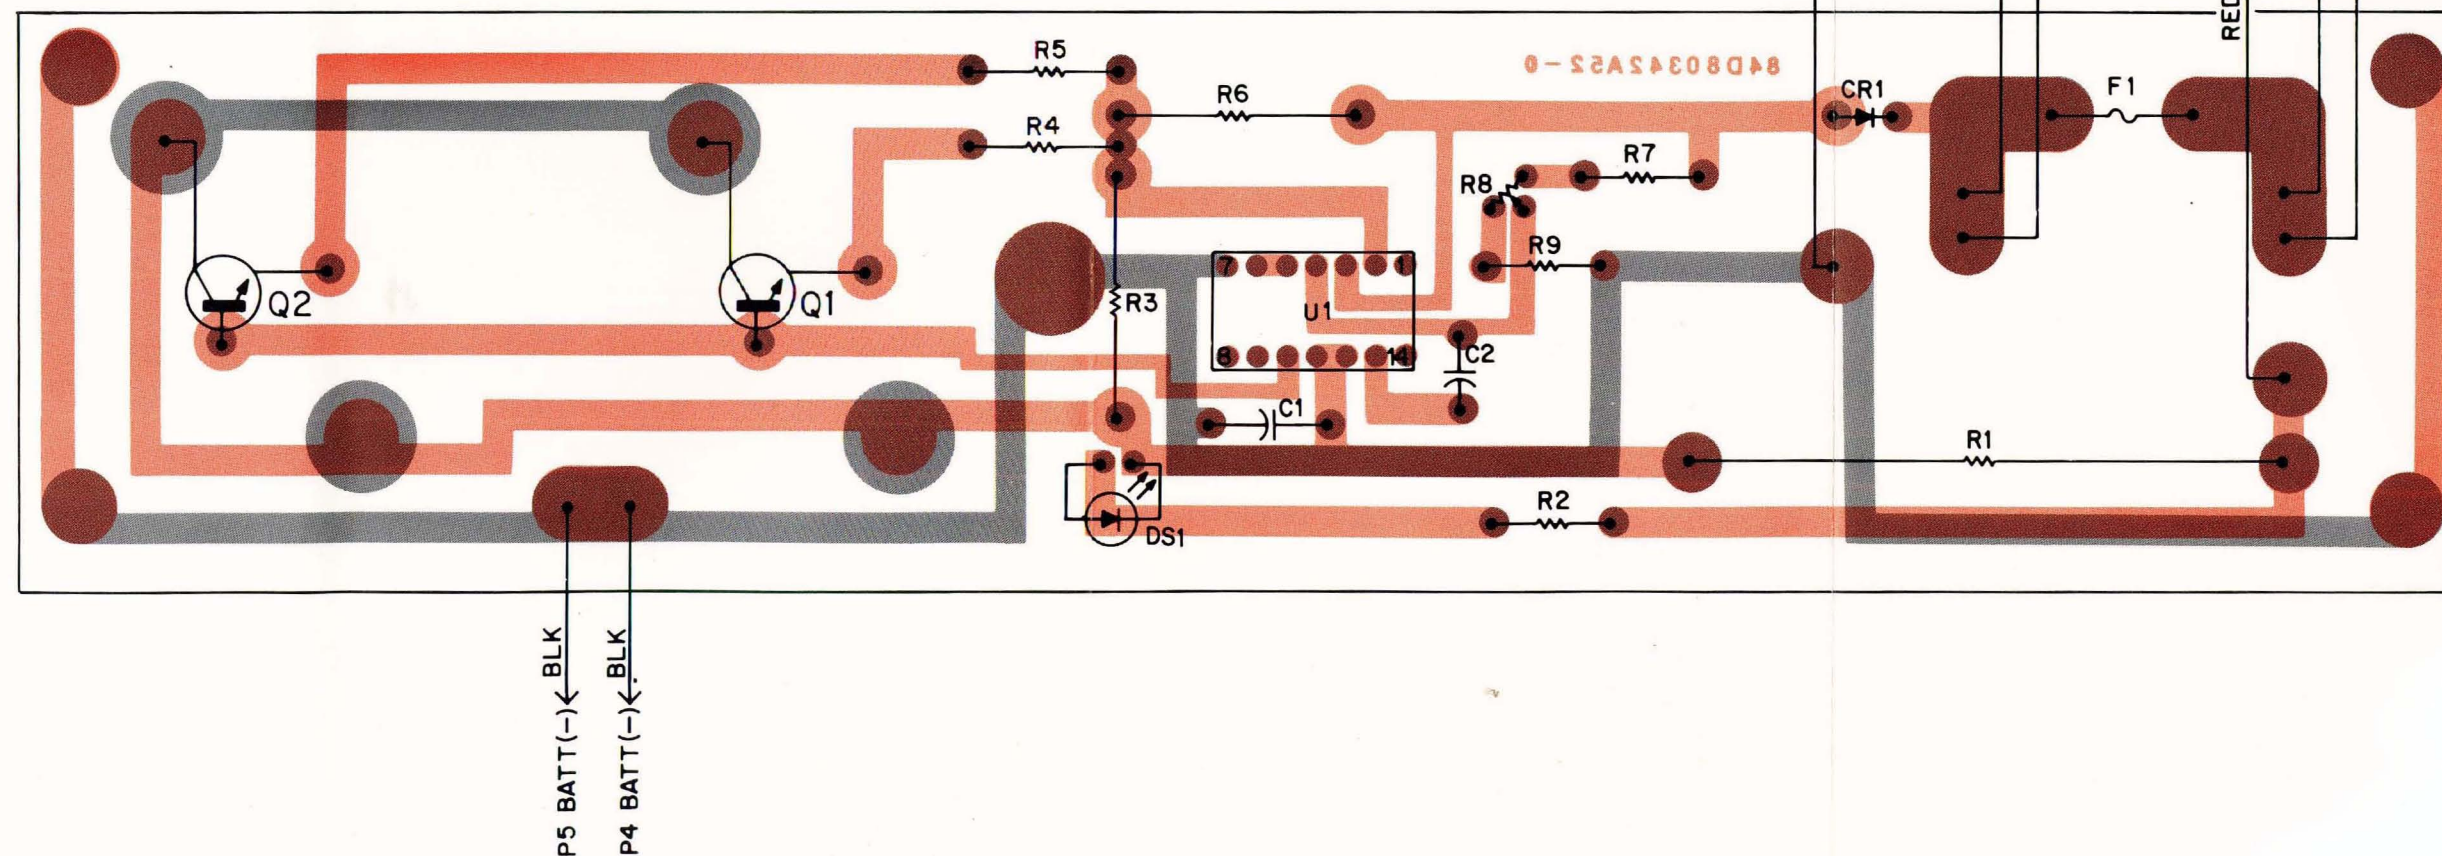 RED
R5
84D80342A52-0
R6
CR1
F1
R4
R7
R8
R9
7
1
Q2
Q1
R3
U1
8
14
C2
C1
R1
R2
DS1
BLK
BLK
P5 BATT(-)
P4 BATT(-)